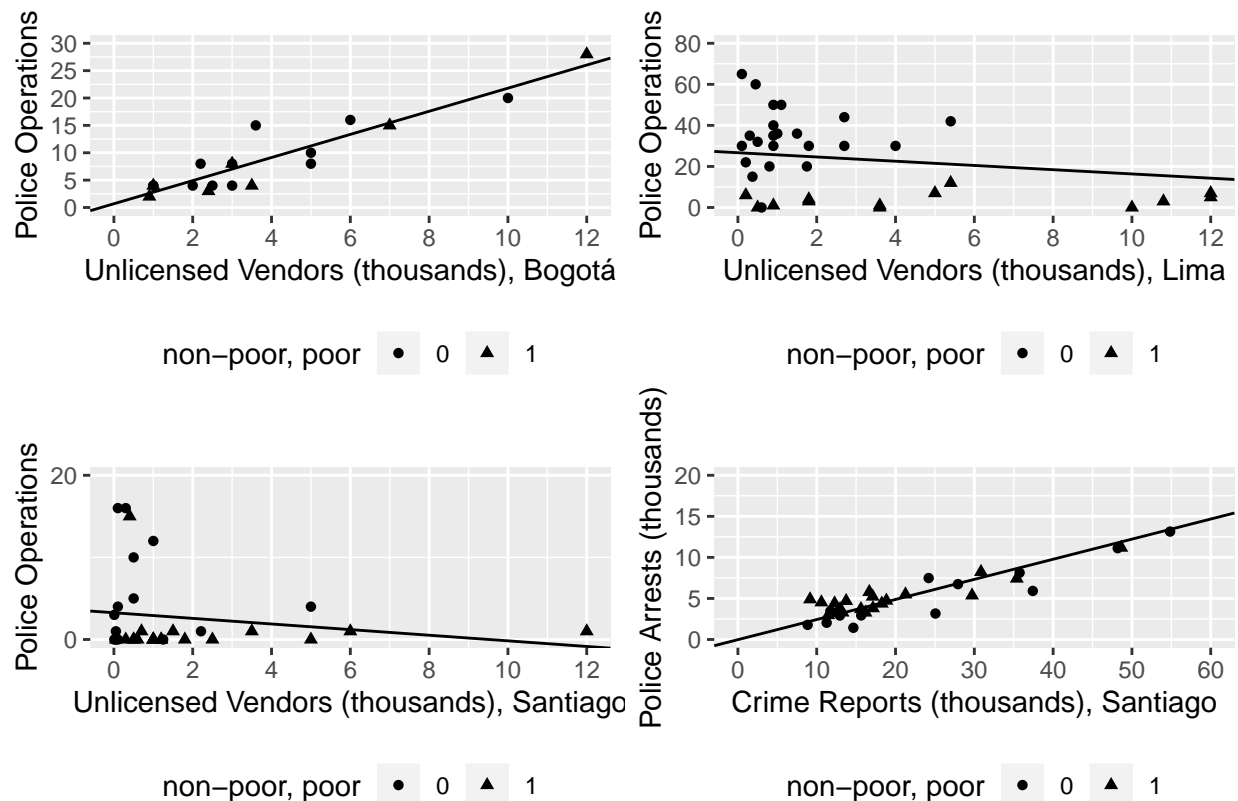 Police Operations
30
25
20
15
10
5
0
0 2 4 6 8 10 12
Unlicensed Vendors (thousands), Bogotá
non−poor, poor 0 1
Police Operations
80
60
40
20
0
0 2 4 6 8 10 12
Unlicensed Vendors (thousands), Lima
non−poor, poor 0 1
Police Operations
20
0
0 2 4 6 8 10 12
Unlicensed Vendors (thousands), Santiago
non−poor, poor 0 1
Police Arrests (thousands)
20
15
10
5
0
0 10 20 30 40 50 60
Crime Reports (thousands), Santiago
non−poor, poor 0 1